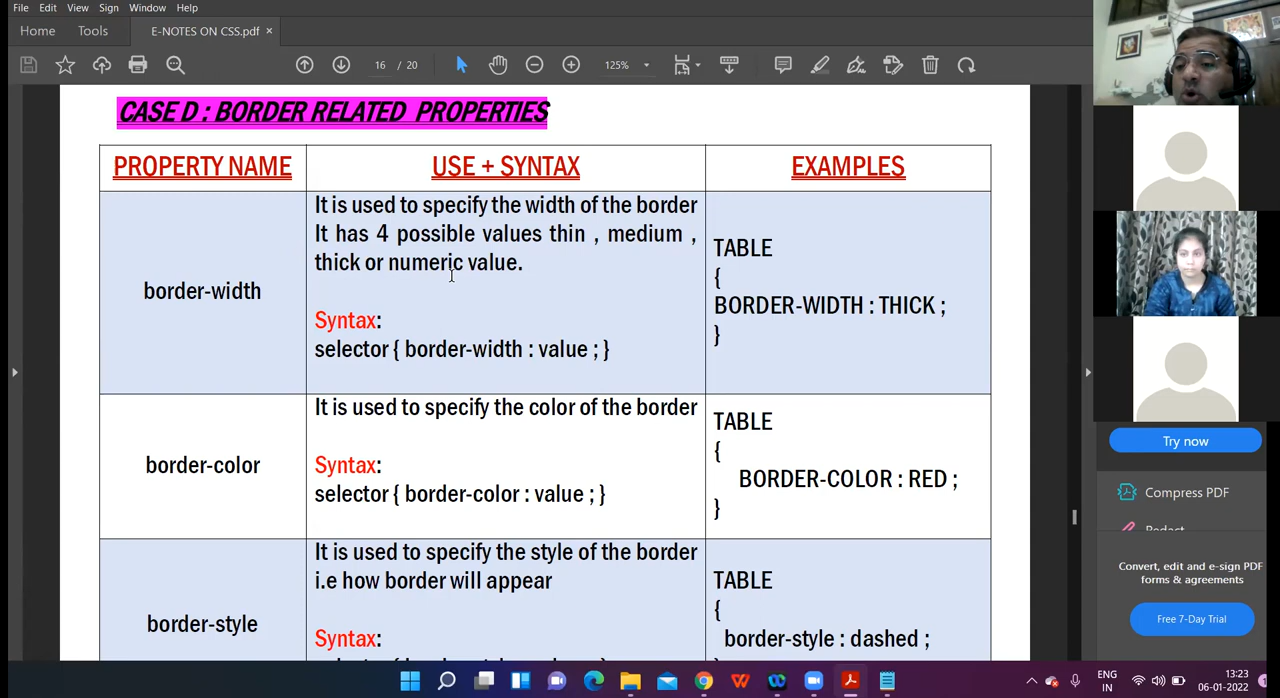 File Edit View Sign Window Help
Home Tools E-NOTES ON CSS.pdf ×
16 / 20 125%
CASE D : BORDER RELATED PROPERTIES
PROPERTY NAME USE + SYNTAX EXAMPLES
border-width
It is used to specify the width of the border
It has 4 possible values thin , medium ,
thick or numeric value.
Syntax:
selector { border-width : value ; }
TABLE
{
BORDER-WIDTH : THICK ;
}
border-color
It is used to specify the color of the border
Syntax:
selector { border-color : value ; }
TABLE
{
BORDER-COLOR : RED ;
}
border-style
It is used to specify the style of the border
i.e how border will appear
Syntax:
TABLE
{
border-style : dashed ;
Try now
Compress PDF
Redact
Convert, edit and e-sign PDF
forms & agreements
Free 7-Day Trial
ENG
IN
13:23
06-01-2022